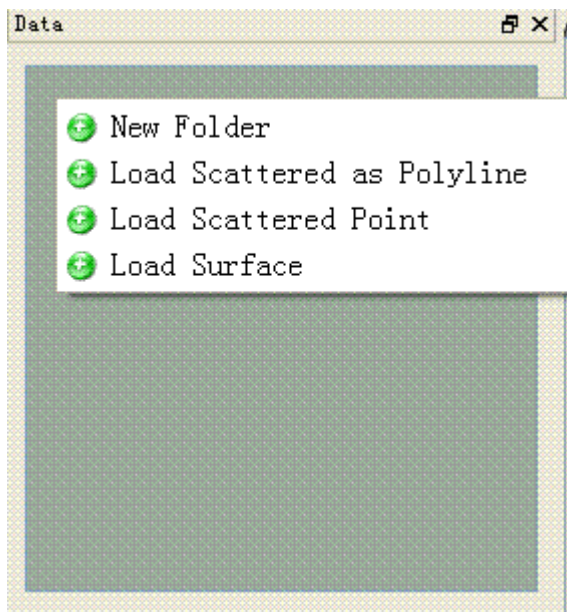 Data
New Folder
Load Scattered as Polyline
Load Scattered Point
Load Surface